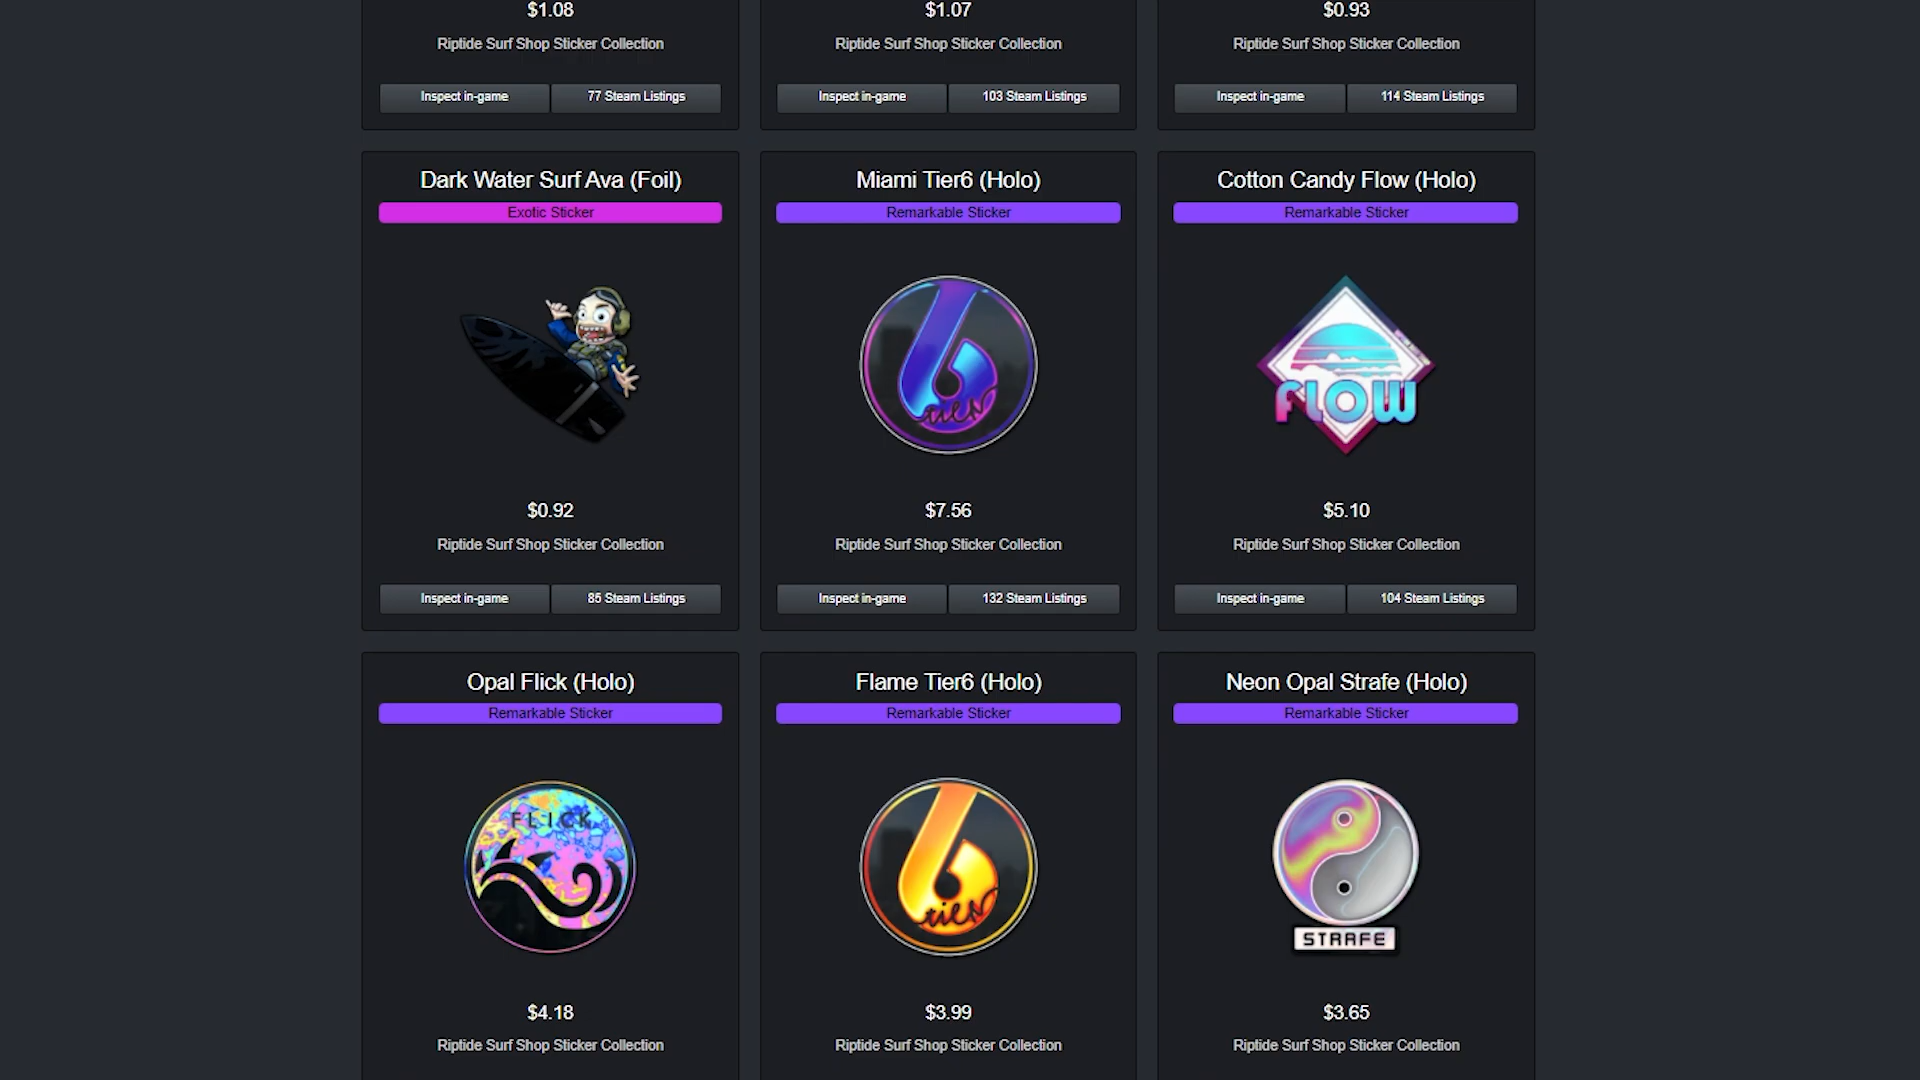 $1.08
$1.07
$0.93
Riptide Surf Shop Sticker Collection
Riptide Surf Shop Sticker Collection
Riptide Surf Shop Sticker Collection
Inspect in-game
77 Steam Listings
Inspect in-game
103 Steam Listings
Inspect in-game
114 Steam Listings
Dark Water Surf Ava (Foil)
Exotic Sticker
$0.92
Riptide Surf Shop Sticker Collection
Inspect in-game
85 Steam Listings
Miami Tier6 (Holo)
Remarkable Sticker
6
tier
$7.56
Riptide Surf Shop Sticker Collection
Inspect in-game
132 Steam Listings
Cotton Candy Flow (Holo)
Remarkable Sticker
FLOW
$5.10
Riptide Surf Shop Sticker Collection
Inspect in-game
104 Steam Listings
Opal Flick (Holo)
Remarkable Sticker
FLICK
$4.18
Riptide Surf Shop Sticker Collection
Flame Tier6 (Holo)
Remarkable Sticker
6
tier
$3.99
Riptide Surf Shop Sticker Collection
Neon Opal Strafe (Holo)
Remarkable Sticker
STRAFE
$3.65
Riptide Surf Shop Sticker Collection